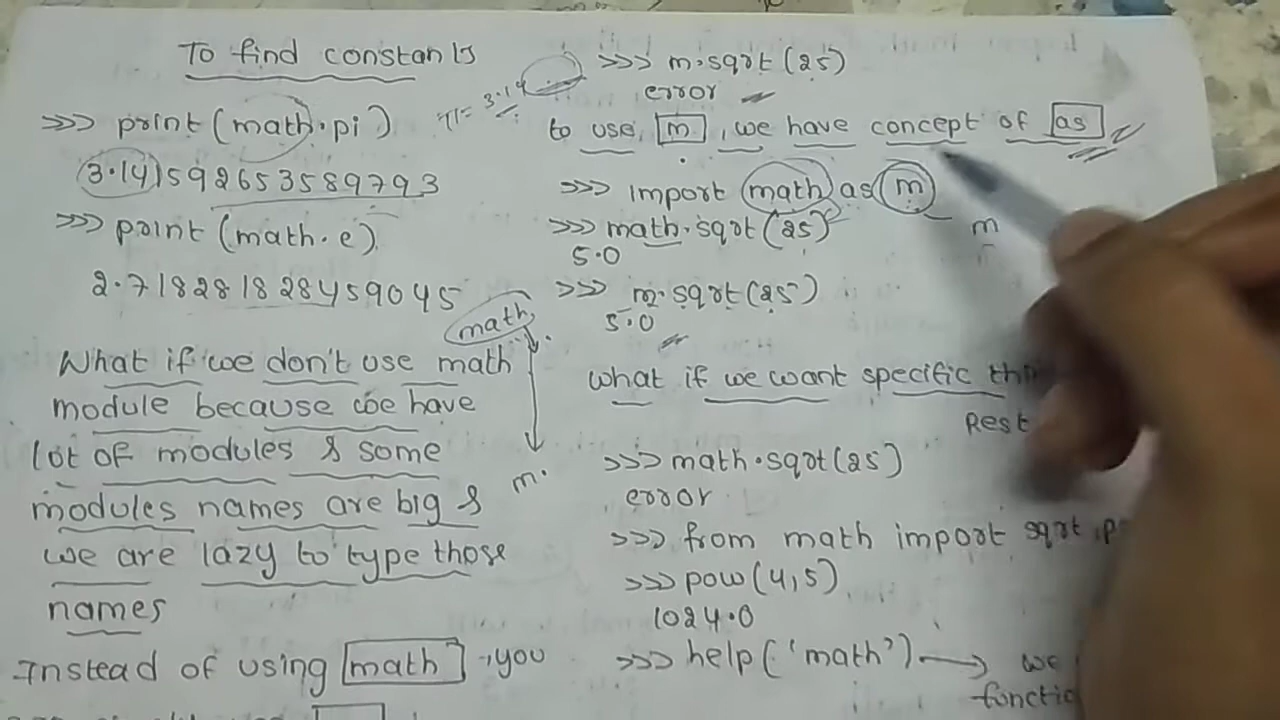 To find constants
>>> print(math.pi)
π = 3.14
3.141592653589793
>>> print(math.e)
2.718281828459045
math
m.
What if we don't use math
module because we have
lot of modules & some
modules names are big &
we are lazy to type those
names
Instead of using math, you
>>> m.sqrt(25)
error
to use m, we have concept of as
>>> import math as m
m
>>> math.sqrt(25)
5.0
>>> m.sqrt(25)
5.0
What if we want specific
Rest
>>> math.sqrt(25)
error
>>> from math import sqrt,
>>> pow(4,5)
1024.0
>>> help('math') → we